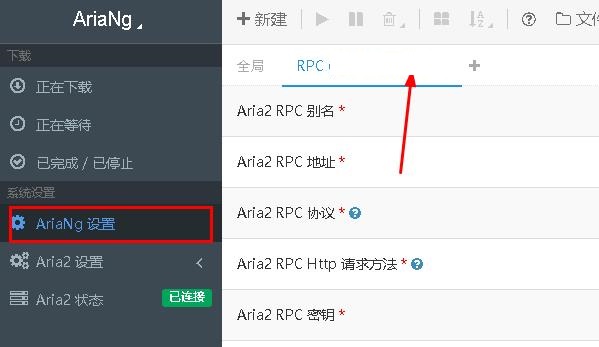 AriaNg
下载
正在下载
正在等待
已完成 / 已停止
系统设置
AriaNg 设置
Aria2 设置
Aria2 状态 已连接
新建
全局 RPC
Aria2 RPC 别名 *
Aria2 RPC 地址 *
Aria2 RPC 协议 *
Aria2 RPC Http 请求方法 *
Aria2 RPC 密钥 *